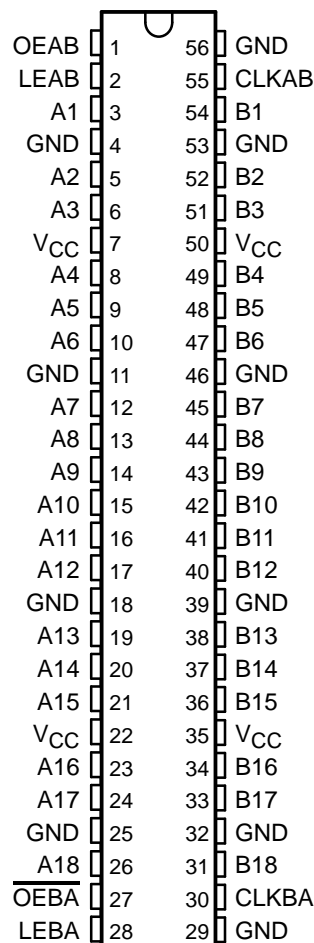 OEAB 1 56 GND
LEAB 2 55 CLKAB
A1 3 54 B1
GND 4 53 GND
A2 5 52 B2
A3 6 51 B3
VCC 7 50 VCC
A4 8 49 B4
A5 9 48 B5
A6 10 47 B6
GND 11 46 GND
A7 12 45 B7
A8 13 44 B8
A9 14 43 B9
A10 15 42 B10
A11 16 41 B11
A12 17 40 B12
GND 18 39 GND
A13 19 38 B13
A14 20 37 B14
A15 21 36 B15
VCC 22 35 VCC
A16 23 34 B16
A17 24 33 B17
GND 25 32 GND
A18 26 31 B18
O̅E̅B̅A̅ 27 30 CLKBA
LEBA 28 29 GND